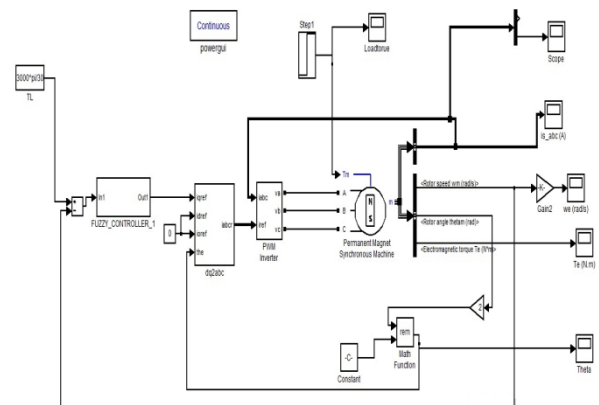 Continuous
powergui
Step1
Loadtorue
Scope
3000*pi/30
TL
is_abc (A)
Tm
<Rotor speed wm (rad/s)>
In1
Out1
FUZZY_CONTROLLER_1
iqref
idref
ioref
the
iabcr
dq2abc
0
iabc
iref
va
vb
vc
PWM
Inverter
A
B
C
N
S
m
Permanent Magnet
Synchronous Machine
-K-
Gain2
we (rad/s)
<Rotor angle thetam (rad)>
<Electromagnetic torque Te (N*m)>
Te (N.m)
2
-C-
Constant
rem
Math
Function
Theta